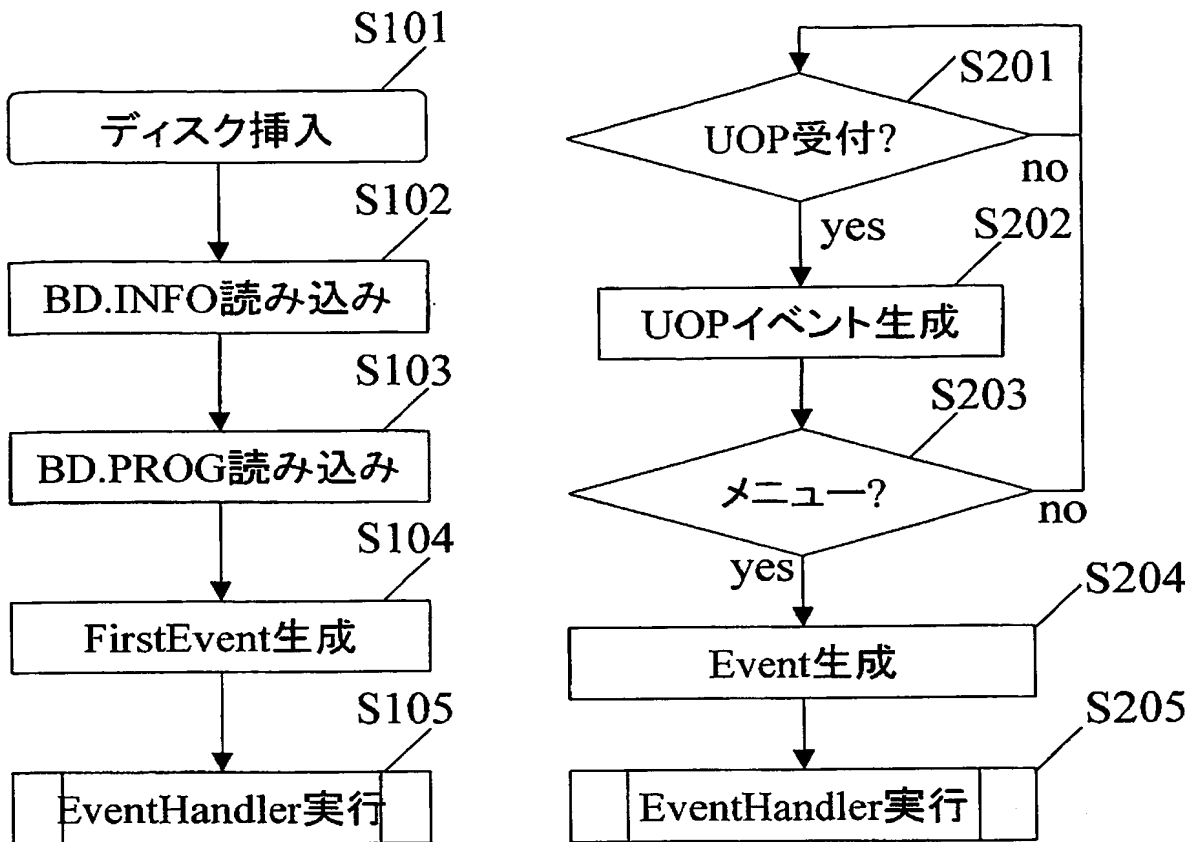 S101
ディスク挿入
S102
BD.INFO読み込み
S103
BD.PROG読み込み
S104
FirstEvent生成
S105
EventHandler実行
S201
UOP受付?
no
yes
S202
UOPイベント生成
S203
メニュー?
no
yes
S204
Event生成
S205
EventHandler実行